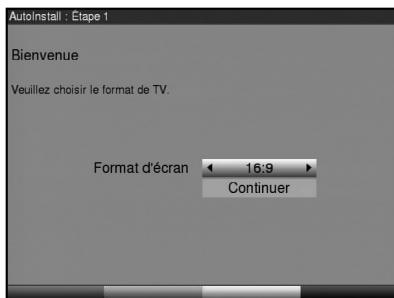 AutoInstall : Étape 1
Bienvenue
Veuillez choisir le format de TV.
Format d'écran 16:9
Continuer